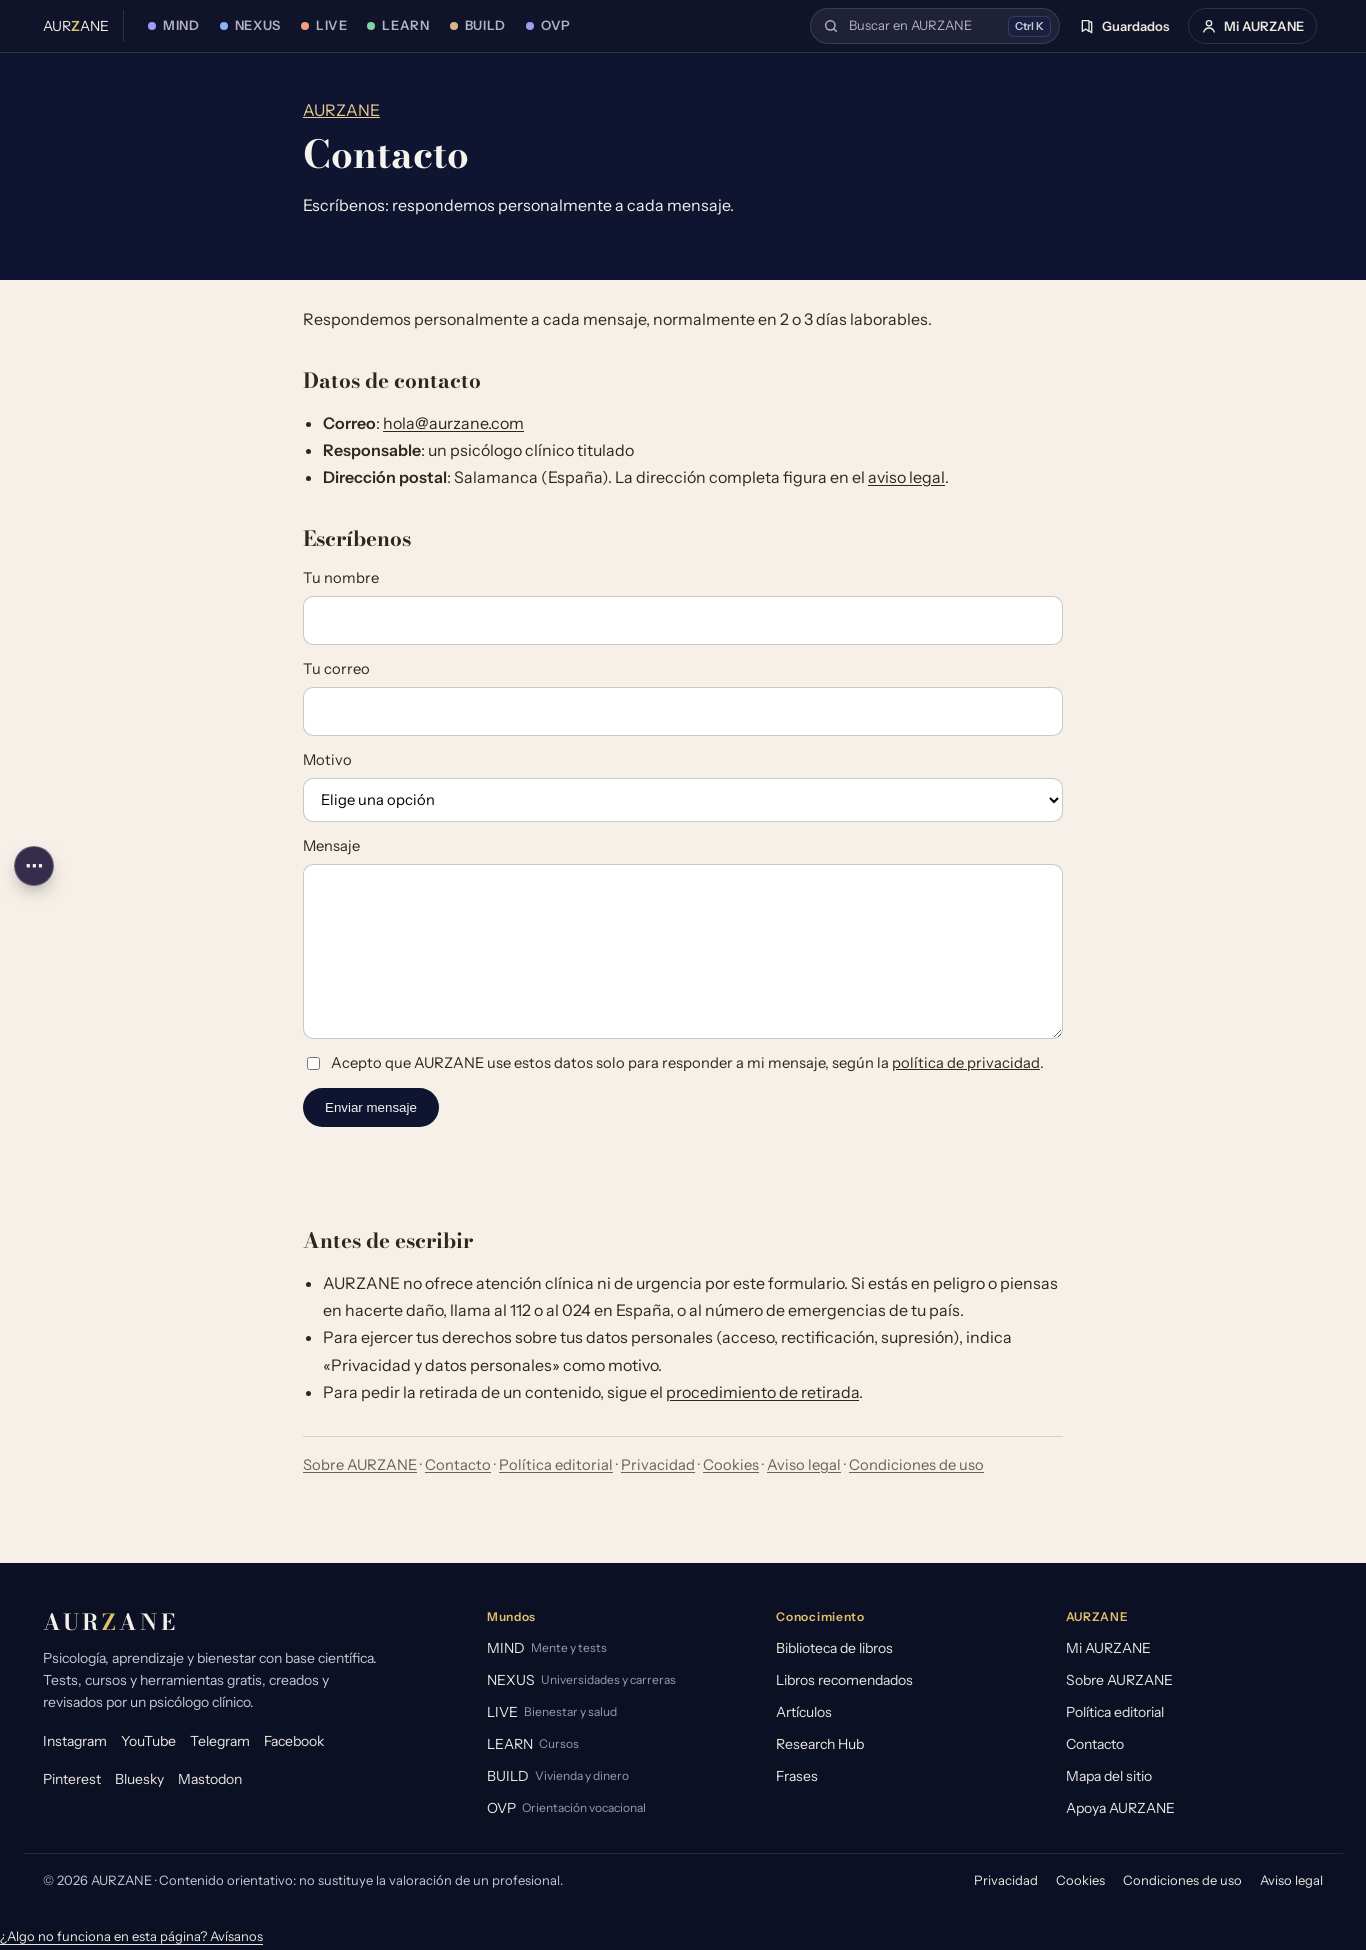 AURZANE
MIND NEXUS LIVE LEARN BUILD OVP
Buscar en AURZANE Ctrl K
Guardados
Mi AURZANE
AURZANE
Contacto
Escríbenos: respondemos personalmente a cada mensaje.
Respondemos personalmente a cada mensaje, normalmente en 2 o 3 días laborables.
Datos de contacto
Correo: hola@aurzane.com
Responsable: un psicólogo clínico titulado
Dirección postal: Salamanca (España). La dirección completa figura en el aviso legal.
Escríbenos
Tu nombre
Tu correo
Motivo
Elige una opción
Mensaje
Acepto que AURZANE use estos datos solo para responder a mi mensaje, según la política de privacidad.
Enviar mensaje
Antes de escribir
AURZANE no ofrece atención clínica ni de urgencia por este formulario. Si estás en peligro o piensas
en hacerte daño, llama al 112 o al 024 en España, o al número de emergencias de tu país.
Para ejercer tus derechos sobre tus datos personales (acceso, rectificación, supresión), indica
«Privacidad y datos personales» como motivo.
Para pedir la retirada de un contenido, sigue el procedimiento de retirada.
Sobre AURZANE · Contacto · Política editorial · Privacidad · Cookies · Aviso legal · Condiciones de uso
AURZANE
Psicología, aprendizaje y bienestar con base científica.
Tests, cursos y herramientas gratis, creados y
revisados por un psicólogo clínico.
Instagram YouTube Telegram Facebook
Pinterest Bluesky Mastodon
Mundos
MIND Mente y tests
NEXUS Universidades y carreras
LIVE Bienestar y salud
LEARN Cursos
BUILD Vivienda y dinero
OVP Orientación vocacional
Conocimiento
Biblioteca de libros
Libros recomendados
Artículos
Research Hub
Frases
AURZANE
Mi AURZANE
Sobre AURZANE
Política editorial
Contacto
Mapa del sitio
Apoya AURZANE
© 2026 AURZANE · Contenido orientativo: no sustituye la valoración de un profesional.
Privacidad Cookies Condiciones de uso Aviso legal
¿Algo no funciona en esta página? Avísanos